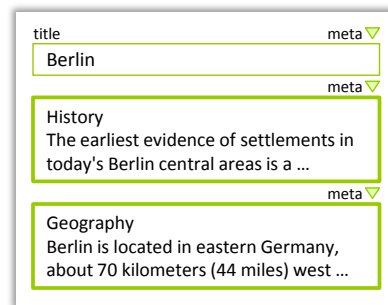 title meta
Berlin
meta
History
The earliest evidence of settlements in
today's Berlin central areas is a ...
meta
Geography
Berlin is located in eastern Germany,
about 70 kilometers (44 miles) west ...